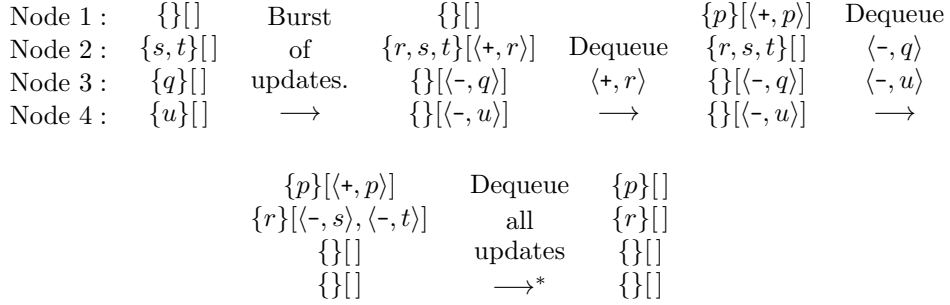 Node 1 : {}[] Burst {}[] {p}[⟨+, p⟩] Dequeue
Node 2 : {s, t}[] of {r, s, t}[⟨+, r⟩] Dequeue {r, s, t}[] ⟨-, q⟩
Node 3 : {q}[] updates. {}[⟨-, q⟩] ⟨+, r⟩ {}[⟨-, q⟩] ⟨-, u⟩
Node 4 : {u}[] ⟶ {}[⟨-, u⟩] ⟶ {}[⟨-, u⟩] ⟶
{p}[⟨+, p⟩] Dequeue {p}[]
{r}[⟨-, s⟩, ⟨-, t⟩] all {r}[]
{}[] updates {}[]
{}[] ⟶* {}[]